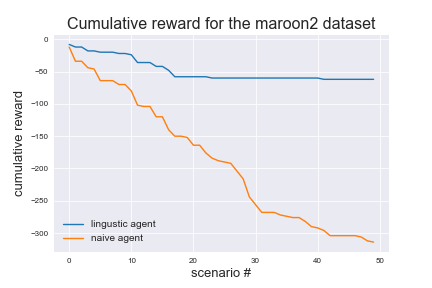 Cumulative reward for the maroon2 dataset
cumulative reward
0
−50
−100
−150
−200
−250
−300
lingustic agent
naive agent
0 10 20 30 40 50
scenario #